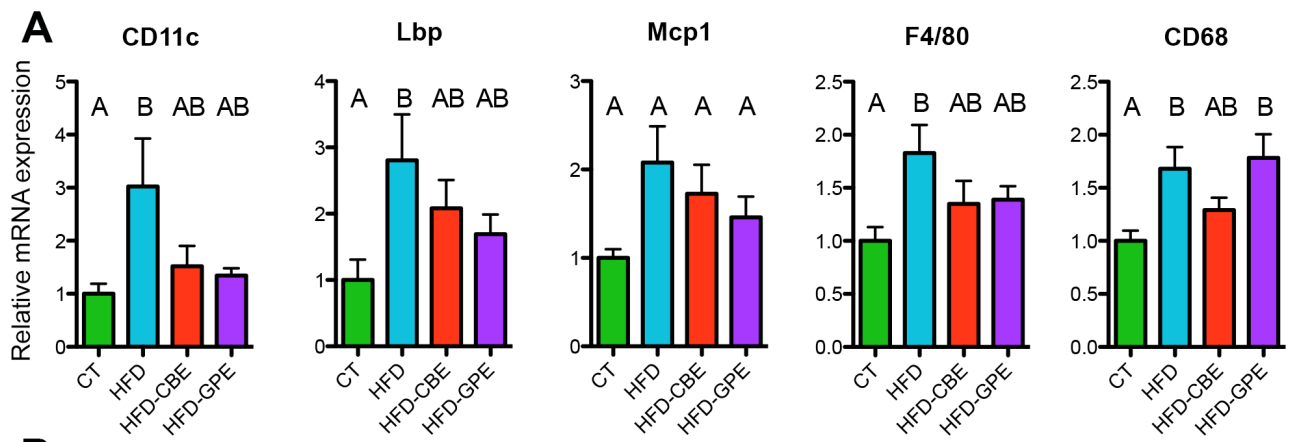 A
CD11c Lbp Mcp1 F4/80 CD68
Relative mRNA expression
5 4 3 2 1 0
A B AB AB
CT HFD HFD-CBE HFD-GPE
4 3 2 1 0
A B AB AB
CT HFD HFD-CBE HFD-GPE
3 2 1 0
A A A A
CT HFD HFD-CBE HFD-GPE
2.5 2.0 1.5 1.0 0.5 0.0
A B AB AB
CT HFD HFD-CBE HFD-GPE
2.5 2.0 1.5 1.0 0.5 0.0
A B AB B
CT HFD HFD-CBE HFD-GPE